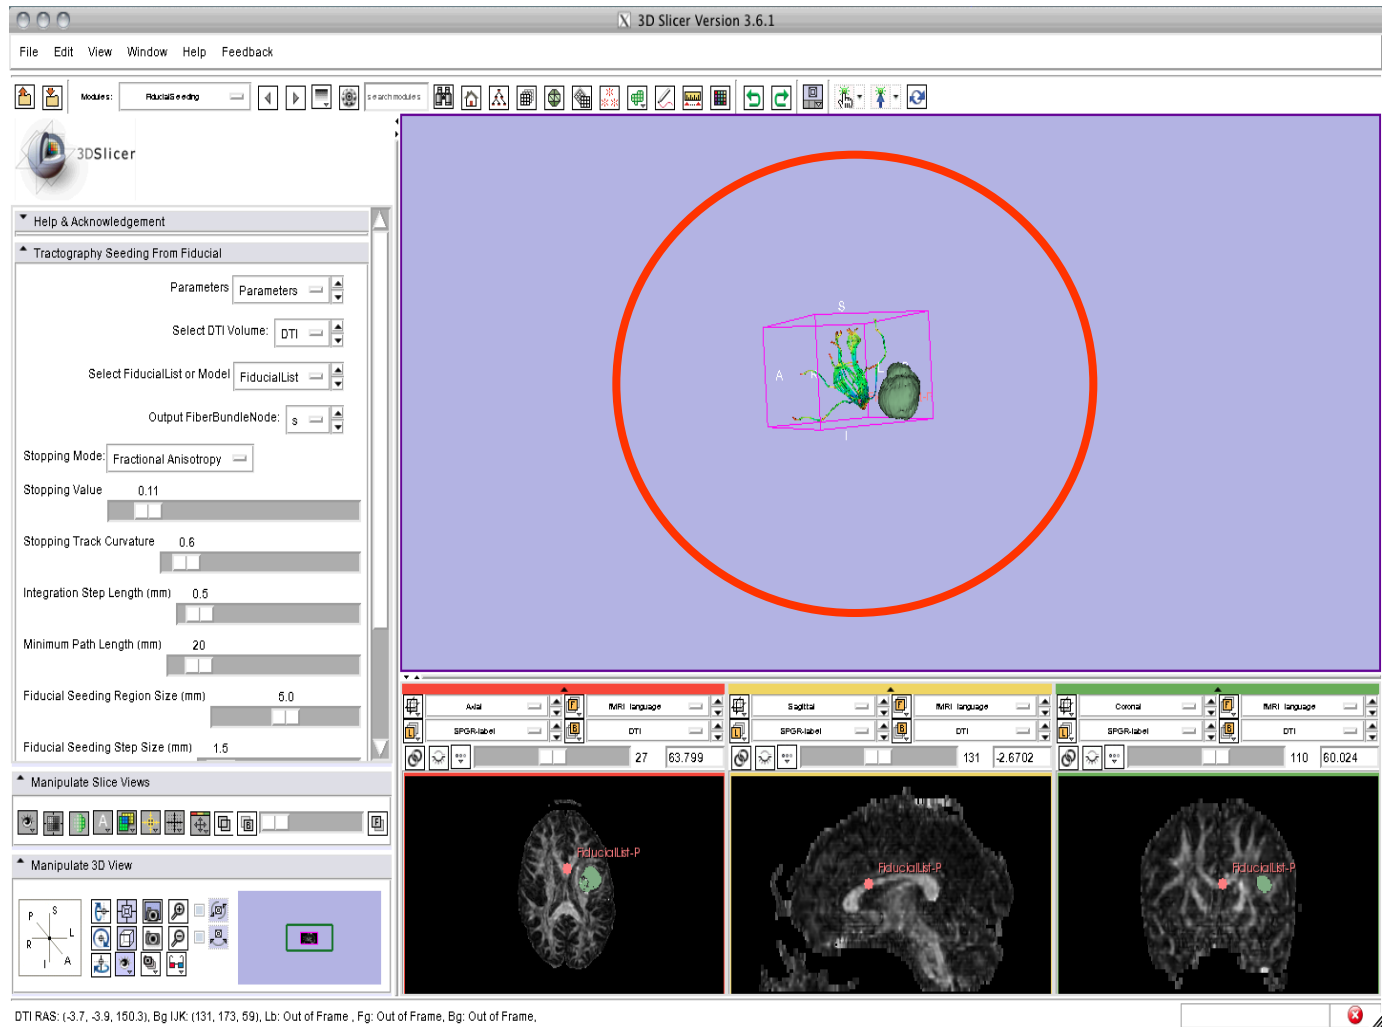 3D Slicer Version 3.6.1
File Edit View Window Help Feedback
Modules: FiducialSeeding search modules
3DSlicer
Help & Acknowledgement
Tractography Seeding From Fiducial
Parameters Parameters
Select DTI Volume: DTI
Select FiducialList or Model FiducialList
Output FiberBundleNode: s
Stopping Mode: Fractional Anisotropy
Stopping Value 0.11
Stopping Track Curvature 0.6
Integration Step Length (mm) 0.5
Minimum Path Length (mm) 20
Fiducial Seeding Region Size (mm) 5.0
Fiducial Seeding Step Size (mm) 1.5
Manipulate Slice Views
A
F
Manipulate 3D View
P S
R L
I A
S
A R L
I
Axial F fMRI language
L SPGR-label B DTI
27 63.799
FiducialList-P
Sagittal F fMRI language
L SPGR-label B DTI
131 -2.6702
FiducialList-P
Coronal F fMRI language
L SPGR-label B DTI
110 60.024
FiducialList-P
DTI RAS: (-3.7, -3.9, 150.3), Bg IJK: (131, 173, 59), Lb: Out of Frame , Fg: Out of Frame, Bg: Out of Frame,